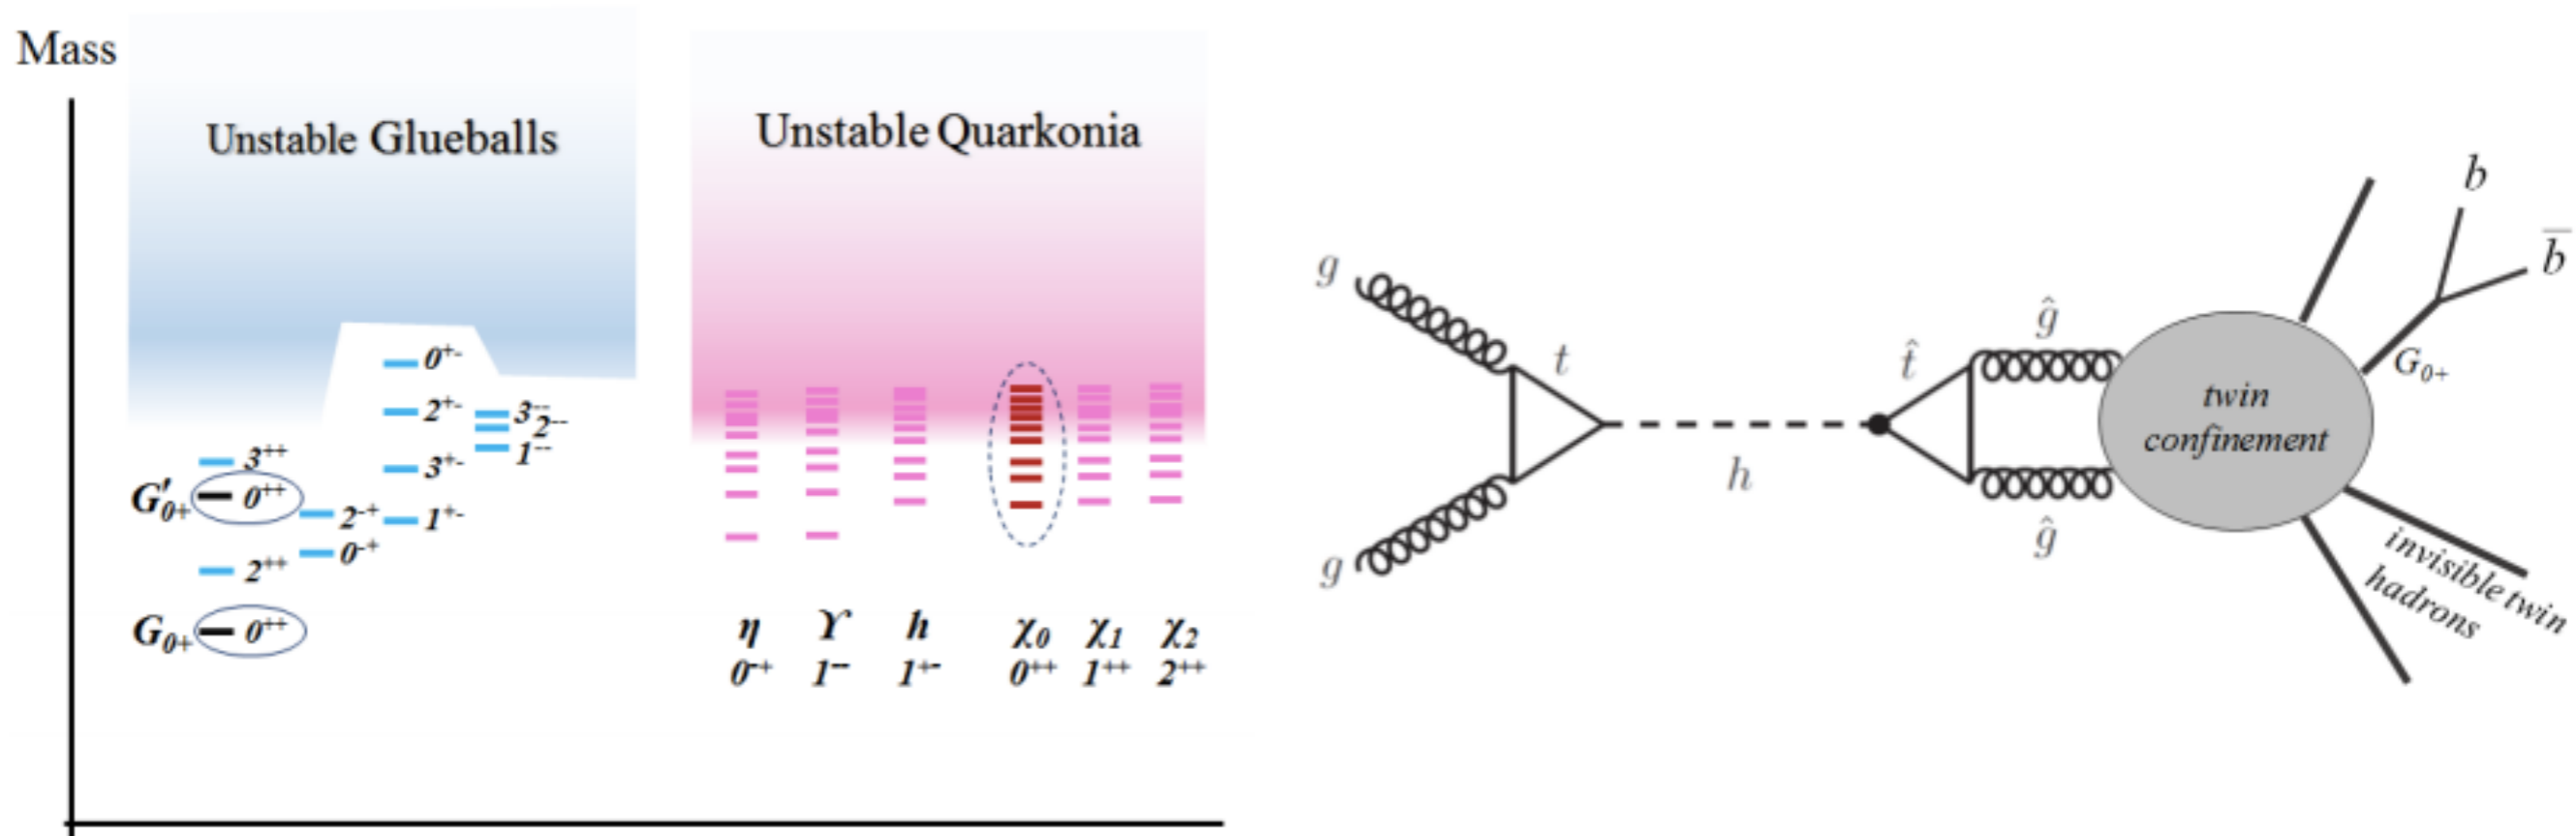 Mass
Unstable Glueballs
Unstable Quarkonia
0⁺⁻
2⁺⁻
3⁻⁻
2⁻⁻
1⁻⁻
3⁺⁺
3⁺⁻
G′₀₊ 0⁺⁺
2⁻⁺
1⁺⁻
0⁻⁺
2⁺⁺
G₀₊ 0⁺⁺
η ϒ h χ₀ χ₁ χ₂
0⁻⁺ 1⁻⁻ 1⁺⁻ 0⁺⁺ 1⁺⁺ 2⁺⁺
g
t
h
g
t̂
ĝ
ĝ
twin
confinement
b
b̅
G₀₊
invisible twin
hadrons